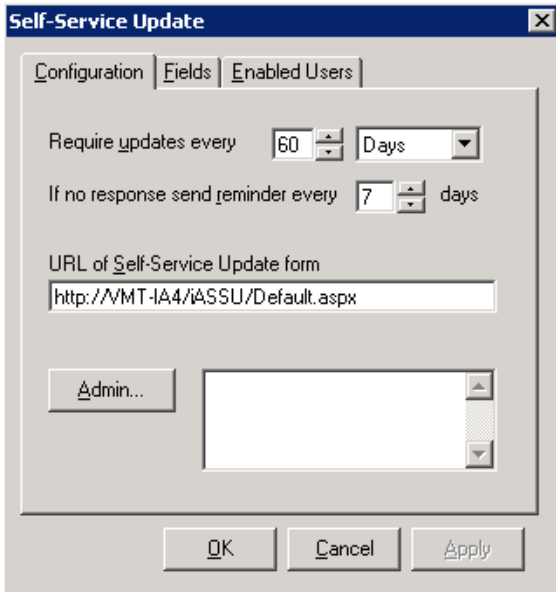 Self-Service Update
Configuration Fields Enabled Users
Require updates every 60 Days
If no response send reminder every 7 days
URL of Self-Service Update form
http://VMT-IA4/iASSU/Default.aspx
Admin...
OK Cancel Apply